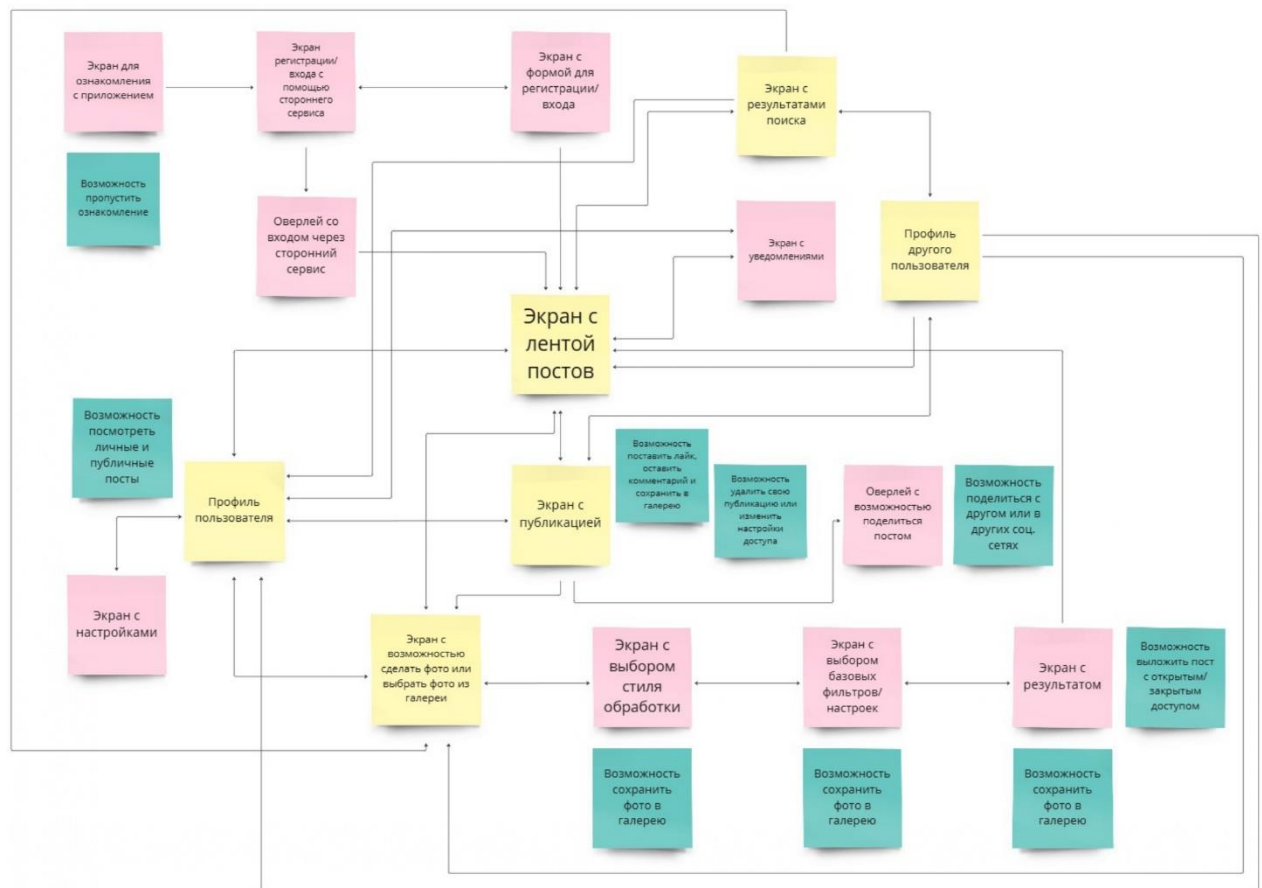 Экран для
ознакомления
с приложением
Экран
регистрации/
входа с
помощью
стороннего
сервиса
Экран с
формой для
регистрации/
входа
Экран с
результатами
поиска
Возможность
пропустить
ознакомление
Оверлей со
входом через
сторонний
сервис
Экран с
уведомлениями
Профиль
другого
пользователя
Экран с
лентой
постов
Возможность
посмотреть
личные и
публичные
посты
Профиль
пользователя
Экран с
публикацией
Возможность
поставить лайк,
оставить
комментарий и
сохранить в
галерею
Возможность
удалить свою
публикацию или
изменить
настройки
доступа
Оверлей с
возможностью
поделиться
постом
Возможность
поделиться с
другом или в
других соц.
сетях
Экран с
настройками
Экран с
возможностью
сделать фото или
выбрать фото из
галереи
Экран с
выбором
стиля
обработки
Экран с
выбором
базовых
фильтров/
настроек
Экран с
результатом
Возможность
выложить пост
с открытым/
закрытым
доступом
Возможность
сохранить
фото в
галерею
Возможность
сохранить
фото в
галерею
Возможность
сохранить
фото в
галерею